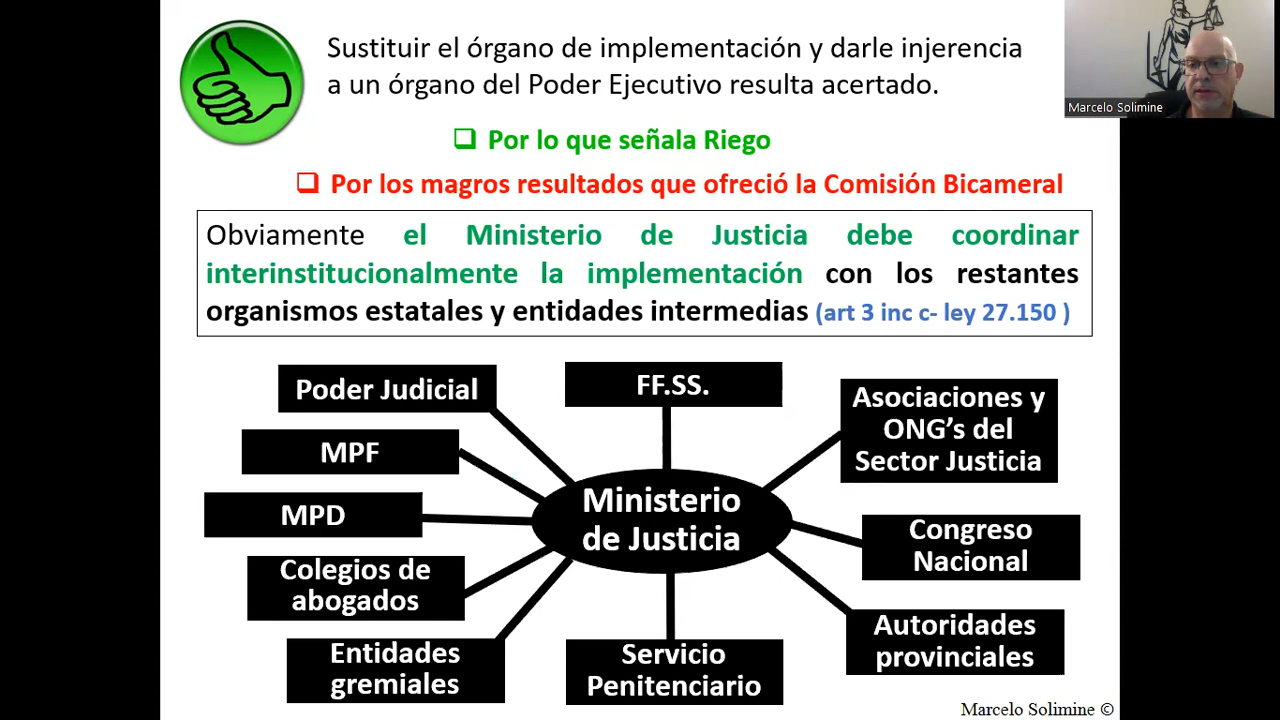 Sustituir el órgano de implementación y darle injerencia
a un órgano del Poder Ejecutivo resulta acertado.
Marcelo Solimine
❑ Por lo que señala Riego
❑ Por los magros resultados que ofreció la Comisión Bicameral
Obviamente el Ministerio de Justicia debe coordinar
interinstitucionalmente la implementación con los restantes
organismos estatales y entidades intermedias (art 3 inc c- ley 27.150 )
Poder Judicial
FF.SS.
Asociaciones y
ONG’s del
Sector Justicia
MPF
MPD
Ministerio
de Justicia
Congreso
Nacional
Colegios de
abogados
Autoridades
provinciales
Entidades
gremiales
Servicio
Penitenciario
Marcelo Solimine ©